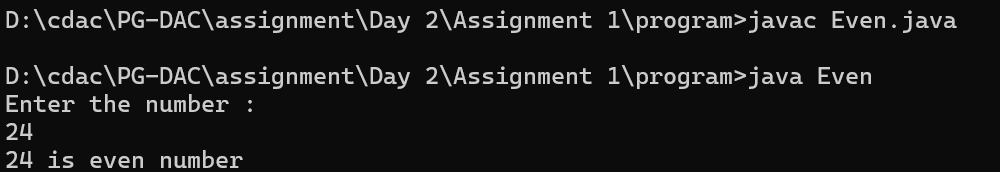 D:\cdac\PG-DAC\assignment\Day 2\Assignment 1\program>javac Even.java
D:\cdac\PG-DAC\assignment\Day 2\Assignment 1\program>java Even
Enter the number :
24
24 is even number